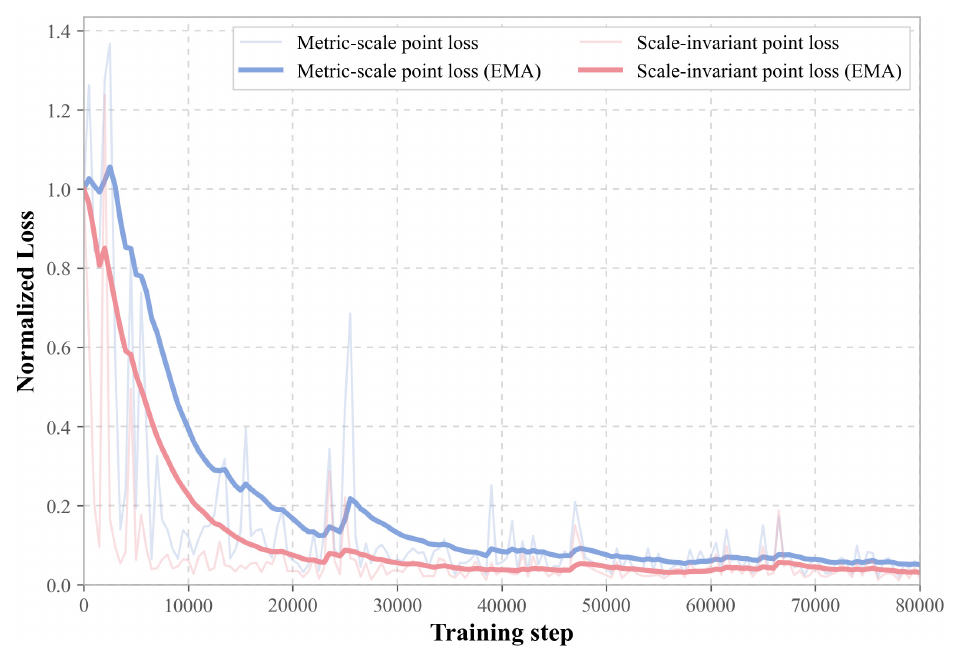 Metric-scale point loss
Metric-scale point loss (EMA)
Scale-invariant point loss
Scale-invariant point loss (EMA)
Normalized Loss
1.4
1.2
1.0
0.8
0.6
0.4
0.2
0.0
0 10000 20000 30000 40000 50000 60000 70000 80000
Training step